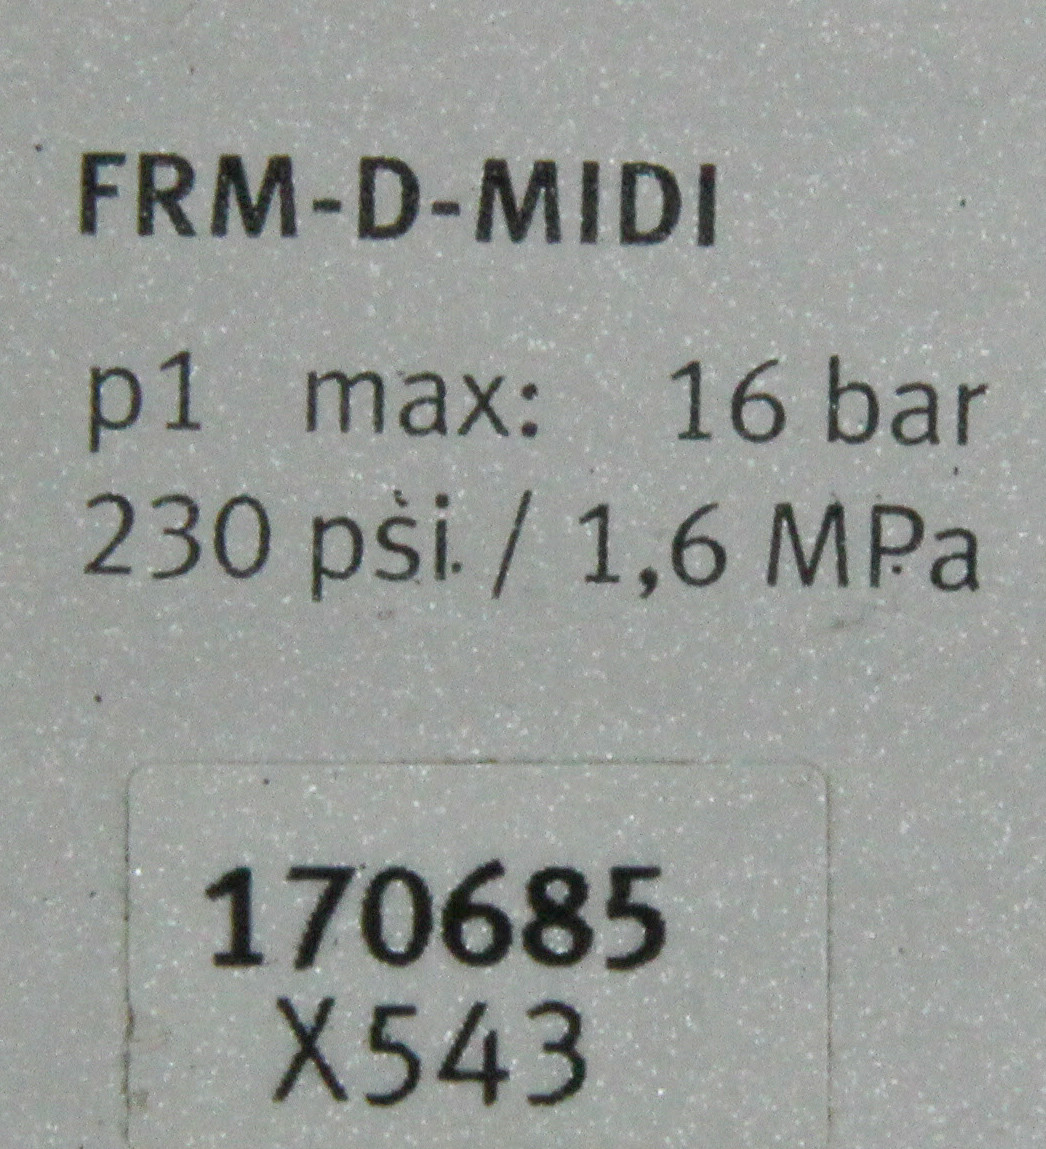 FRM-D-MIDI
p1 max: 16 bar
230 psi / 1,6 MPa
170685
X543